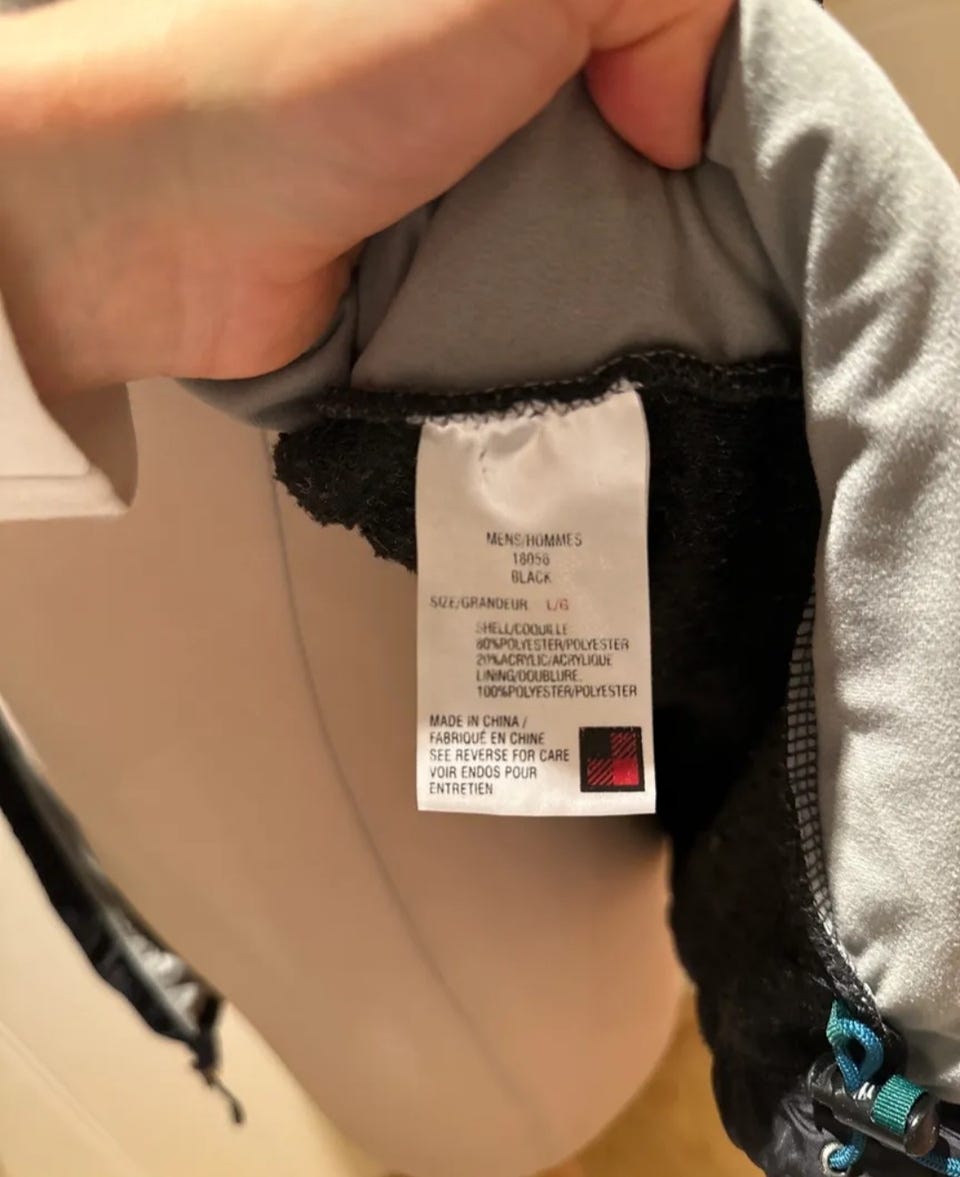 MENS/HOMMES
18056
BLACK
SIZE/GRANDEUR L/G
SHELL/COQUILLE:
80%POLYESTER/POLYESTER
20%ACRYLIC/ACRYLIQUE
LINING/DOUBLURE:
100%POLYESTER/POLYESTER
MADE IN CHINA /
FABRIQUÉ EN CHINE
SEE REVERSE FOR CARE
VOIR ENDOS POUR
ENTRETIEN